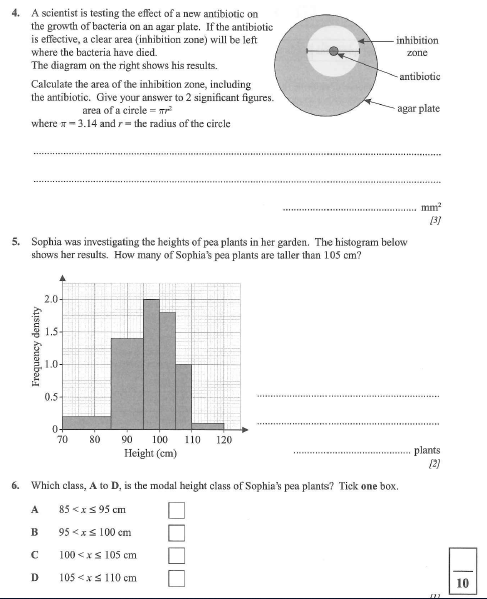 4. A scientist is testing the effect of a new antibiotic on
the growth of bacteria on an agar plate. If the antibiotic
is effective, a clear area (inhibition zone) will be left
where the bacteria have died.
The diagram on the right shows his results.
Calculate the area of the inhibition zone, including
the antibiotic. Give your answer to 2 significant figures.
area of a circle = πr²
where π = 3.14 and r = the radius of the circle
inhibition
zone
antibiotic
agar plate
mm²
[3]
5. Sophia was investigating the heights of pea plants in her garden. The histogram below
shows her results. How many of Sophia's pea plants are taller than 105 cm?
Frequency density
2.0
1.5
1.0
0.5
0
70 80 90 100 110 120
Height (cm)
plants
[2]
6. Which class, A to D, is the modal height class of Sophia's pea plants? Tick one box.
A 85 < x ≤ 95 cm
B 95 < x ≤ 100 cm
C 100 < x ≤ 105 cm
D 105 < x ≤ 110 cm
10